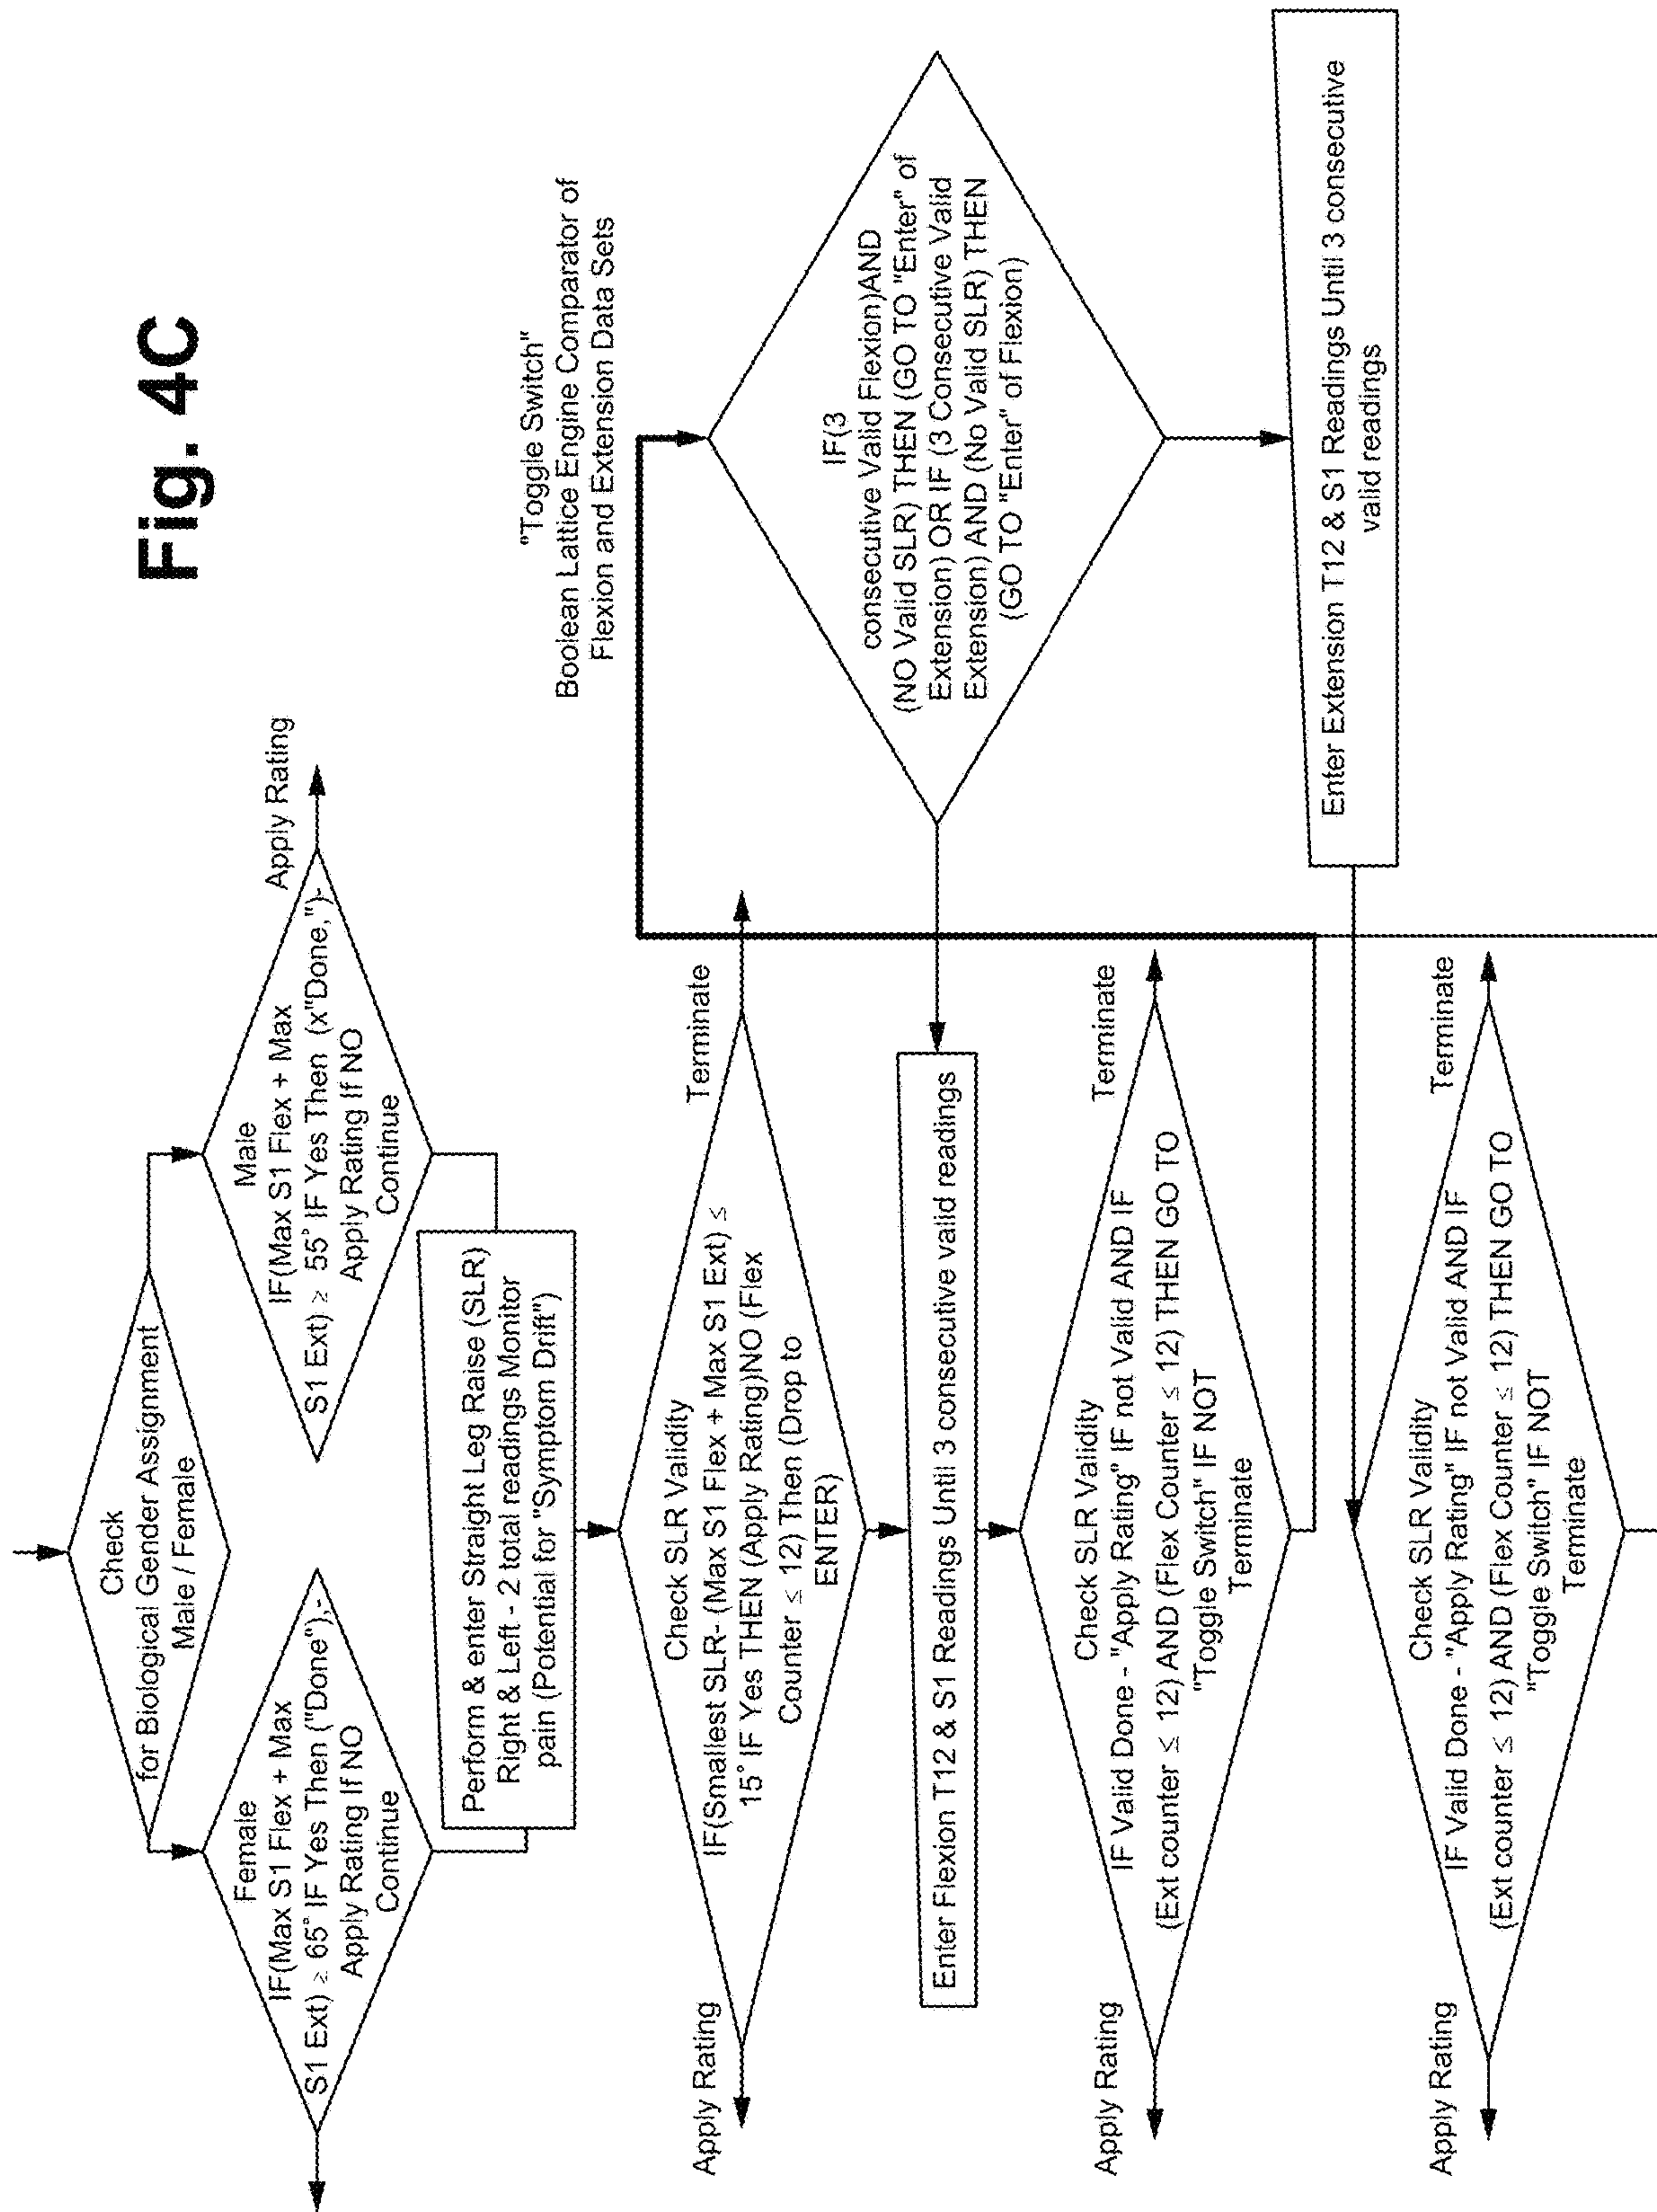 Fig. 4C
Check
for Biological Gender Assignment
Male / Female
Female
IF(Max S1 Flex + Max
S1 Ext) ≥ 65° IF Yes Then ("Done"),-
Apply Rating If NO
Continue
Male
IF(Max S1 Flex + Max
S1 Ext) ≥ 55° IF Yes Then (x"Done,")-
Apply Rating If NO
Continue
Apply Rating
Perform & enter Straight Leg Raise (SLR)
Right & Left - 2 total readings Monitor
pain (Potential for "Symptom Drift")
Apply Rating
Check SLR Validity
IF(Smallest SLR- (Max S1 Flex + Max S1 Ext) ≤
15° IF Yes THEN (Apply Rating)NO (Flex
Counter ≤ 12) Then (Drop to
ENTER)
Terminate
"Toggle Switch"
Boolean Lattice Engine Comparator of
Flexion and Extension Data Sets
IF(3
consecutive Valid Flexion)AND
(NO Valid SLR) THEN (GO TO "Enter" of
Extension) OR IF (3 Consecutive Valid
Extension) AND (No Valid SLR) THEN
(GO TO "Enter" of Flexion)
Enter Flexion T12 & S1 Readings Until 3 consecutive valid readings
Apply Rating
Check SLR Validity
IF Valid Done - "Apply Rating" IF not Valid AND IF
(Ext counter ≤ 12) AND (Flex Counter ≤ 12) THEN GO TO
"Toggle Switch" IF NOT
Terminate
Terminate
Enter Extension T12 & S1 Readings Until 3 consecutive
valid readings
Apply Rating
Check SLR Validity
IF Valid Done - "Apply Rating" IF not Valid AND IF
(Ext counter ≤ 12) AND (Flex Counter ≤ 12) THEN GO TO
"Toggle Switch" IF NOT
Terminate
Terminate